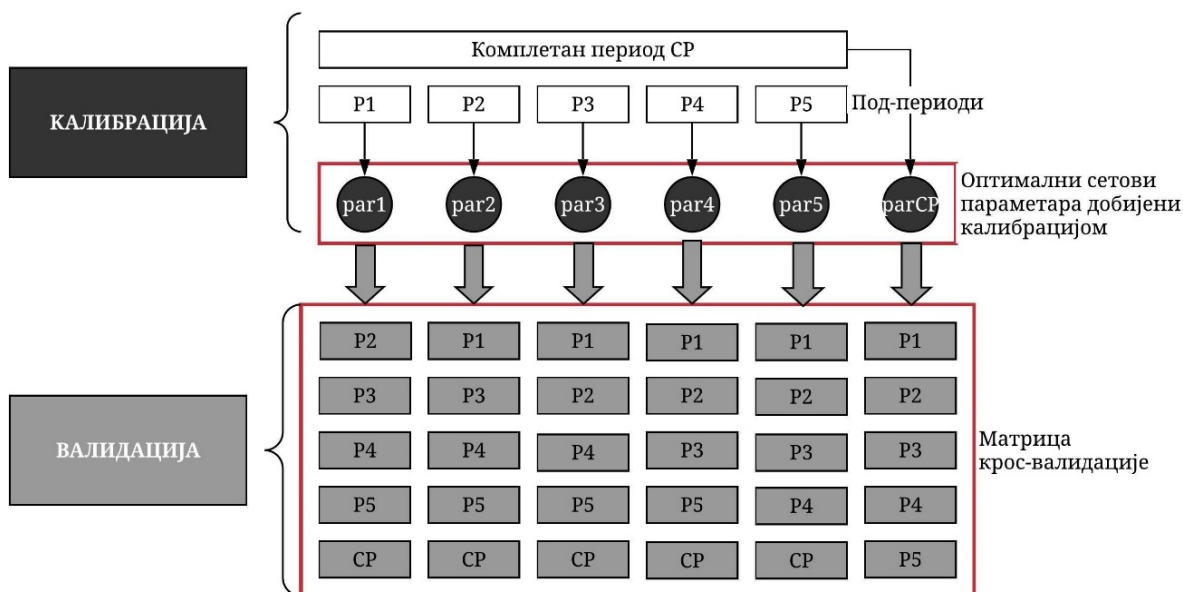 Комплетан период CP
P1 P2 P3 P4 P5 Под-периоди
КАЛИБРАЦИЈА
par1 par2 par3 par4 par5 parCP
Оптимални сетови
параметара добијени
калибрацијом
P2 P1 P1 P1 P1 P1
P3 P3 P2 P2 P2 P2
ВАЛИДАЦИЈА
P4 P4 P4 P3 P3 P3
Матрица
крос-валидације
P5 P5 P5 P5 P4 P4
CP CP CP CP CP P5